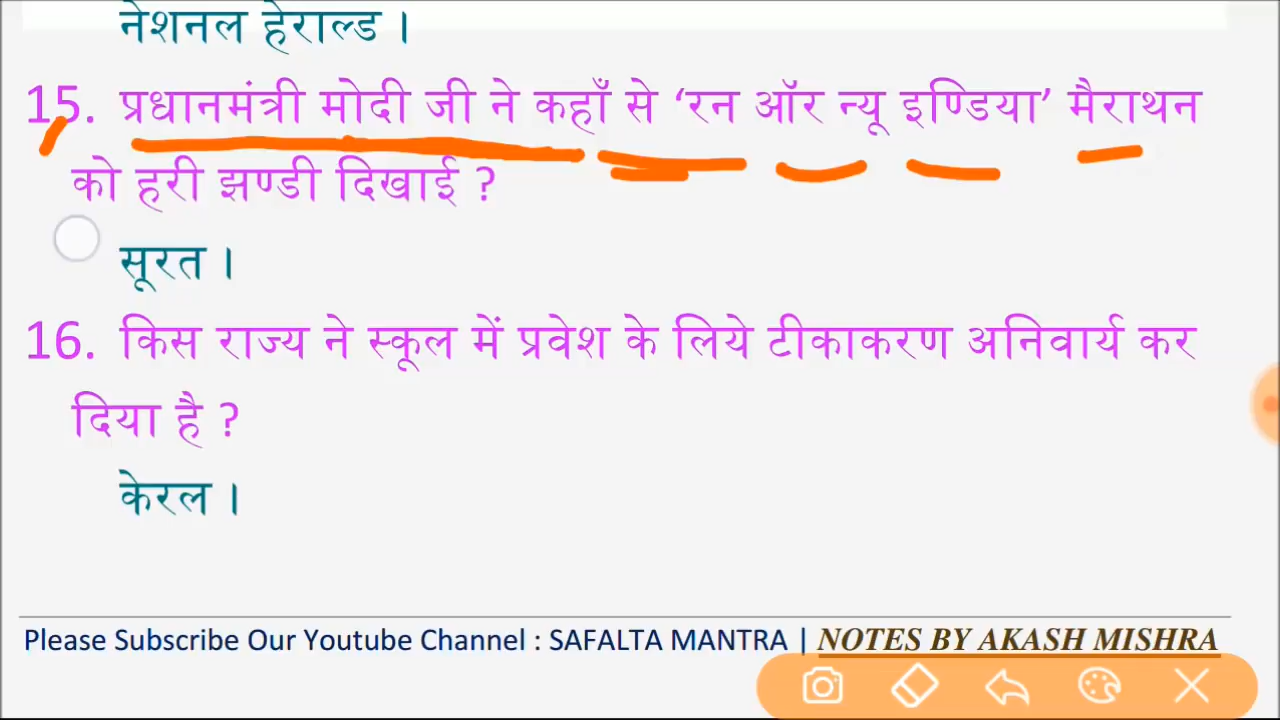 नेशनल हेराल्ड ।
15. प्रधानमंत्री मोदी जी ने कहाँ से ‘रन ऑर न्यू इण्डिया’ मैराथन
को हरी झण्डी दिखाई ?
सूरत ।
16. किस राज्य ने स्कूल में प्रवेश के लिये टीकाकरण अनिवार्य कर
दिया है ?
केरल ।
Please Subscribe Our Youtube Channel : SAFALTA MANTRA | NOTES BY AKASH MISHRA